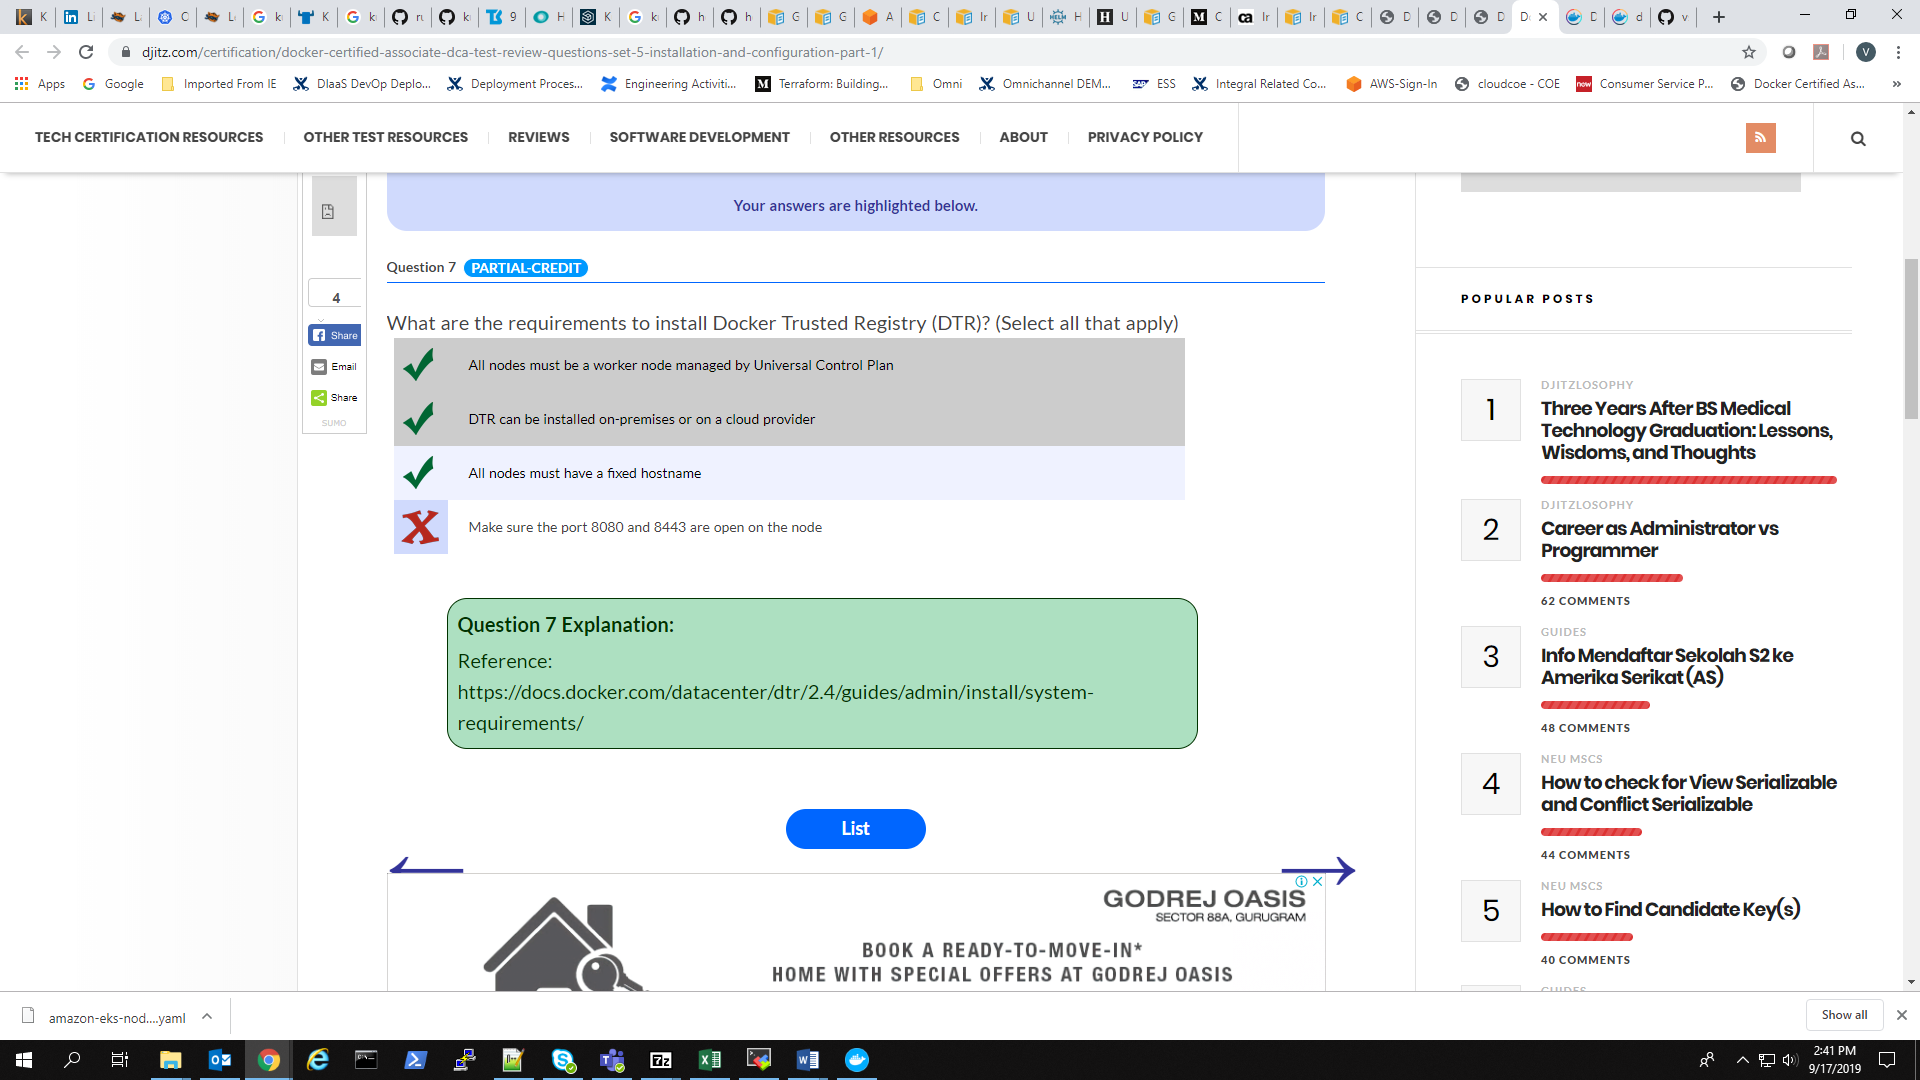 K
Li
La
C
Lo
G k
K
G k
ru
k
9
H
K
G k
h
h
G
G
A
C
Ir
U
H
U
G
C
Ir
Ir
C
D
D
D
D
D
d
v
djitz.com/certification/docker-certified-associate-dca-test-review-questions-set-5-installation-and-configuration-part-1/
V
Apps
Google
Imported From IE
DIaaS DevOp Deplo...
Deployment Proces...
Engineering Activiti...
Terraform: Building...
Omni
Omnichannel DEM...
ESS
Integral Related Co...
AWS-Sign-In
cloudcoe - COE
Consumer Service P...
Docker Certified As...
»
TECH CERTIFICATION RESOURCES
OTHER TEST RESOURCES
REVIEWS
SOFTWARE DEVELOPMENT
OTHER RESOURCES
ABOUT
PRIVACY POLICY
4
Share
Email
Share
SUMO
Your answers are highlighted below.
Question 7 PARTIAL-CREDIT
What are the requirements to install Docker Trusted Registry (DTR)? (Select all that apply)
All nodes must be a worker node managed by Universal Control Plan
DTR can be installed on-premises or on a cloud provider
All nodes must have a fixed hostname
Make sure the port 8080 and 8443 are open on the node
Question 7 Explanation:
Reference:
https://docs.docker.com/datacenter/dtr/2.4/guides/admin/install/system-
requirements/
List
GODREJ OASIS
SECTOR 88A, GURUGRAM
BOOK A READY-TO-MOVE-IN*
HOME WITH SPECIAL OFFERS AT GODREJ OASIS
POPULAR POSTS
1
DJITZLOSOPHY
Three Years After BS Medical
Technology Graduation: Lessons,
Wisdoms, and Thoughts
2
DJITZLOSOPHY
Career as Administrator vs
Programmer
62 COMMENTS
3
GUIDES
Info Mendaftar Sekolah S2 ke
Amerika Serikat (AS)
48 COMMENTS
4
NEU MSCS
How to check for View Serializable
and Conflict Serializable
44 COMMENTS
5
NEU MSCS
How to Find Candidate Key(s)
40 COMMENTS
GUIDES
amazon-eks-nod....yaml
Show all
2:41 PM
9/17/2019